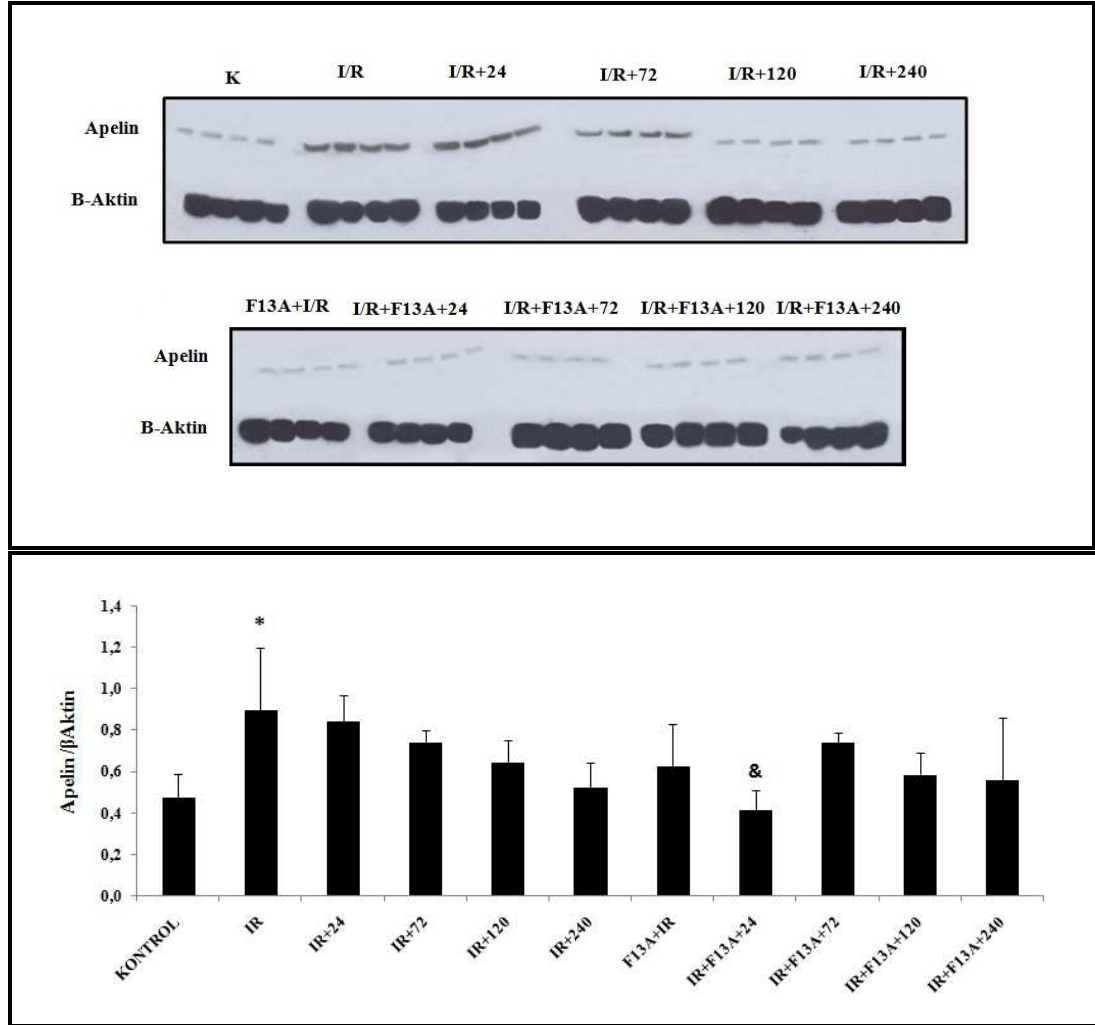 K I/R I/R+24 I/R+72 I/R+120 I/R+240
Apelin
B-Aktin
F13A+I/R I/R+F13A+24 I/R+F13A+72 I/R+F13A+120 I/R+F13A+240
Apelin
B-Aktin
Apelin /βAktin
1,4
1,2
1,0
0,8
0,6
0,4
0,2
0,0
*
&
KONTROL IR IR+24 IR+72 IR+120 IR+240 F13A+IR IR+F13A+24 IR+F13A+72 IR+F13A+120 IR+F13A+240